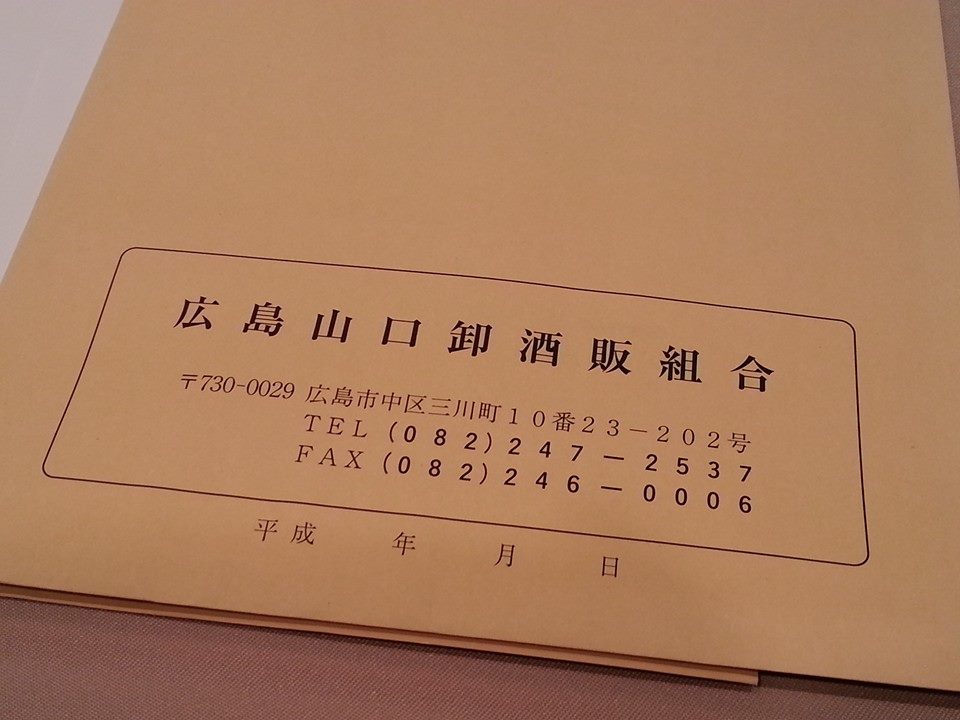 広島山口卸酒販組合
〒730-0029 広島市中区三川町１０番２３－２０２号
ＴＥＬ（０８２）２４７－２５３７
ＦＡＸ（０８２）２４６－０００６
平成　　年　　月　　日